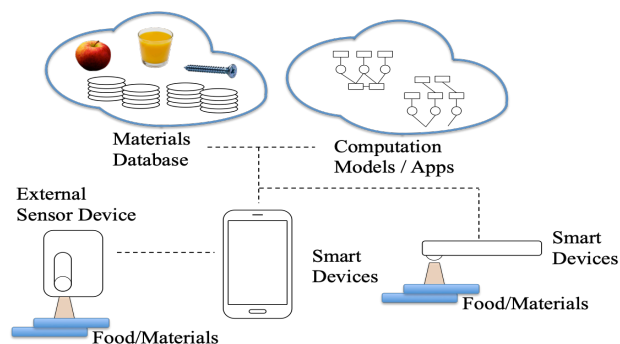 Materials
Database
Computation
Models / Apps
External
Sensor Device
Smart
Devices
Smart
Devices
Food/Materials
Food/Materials